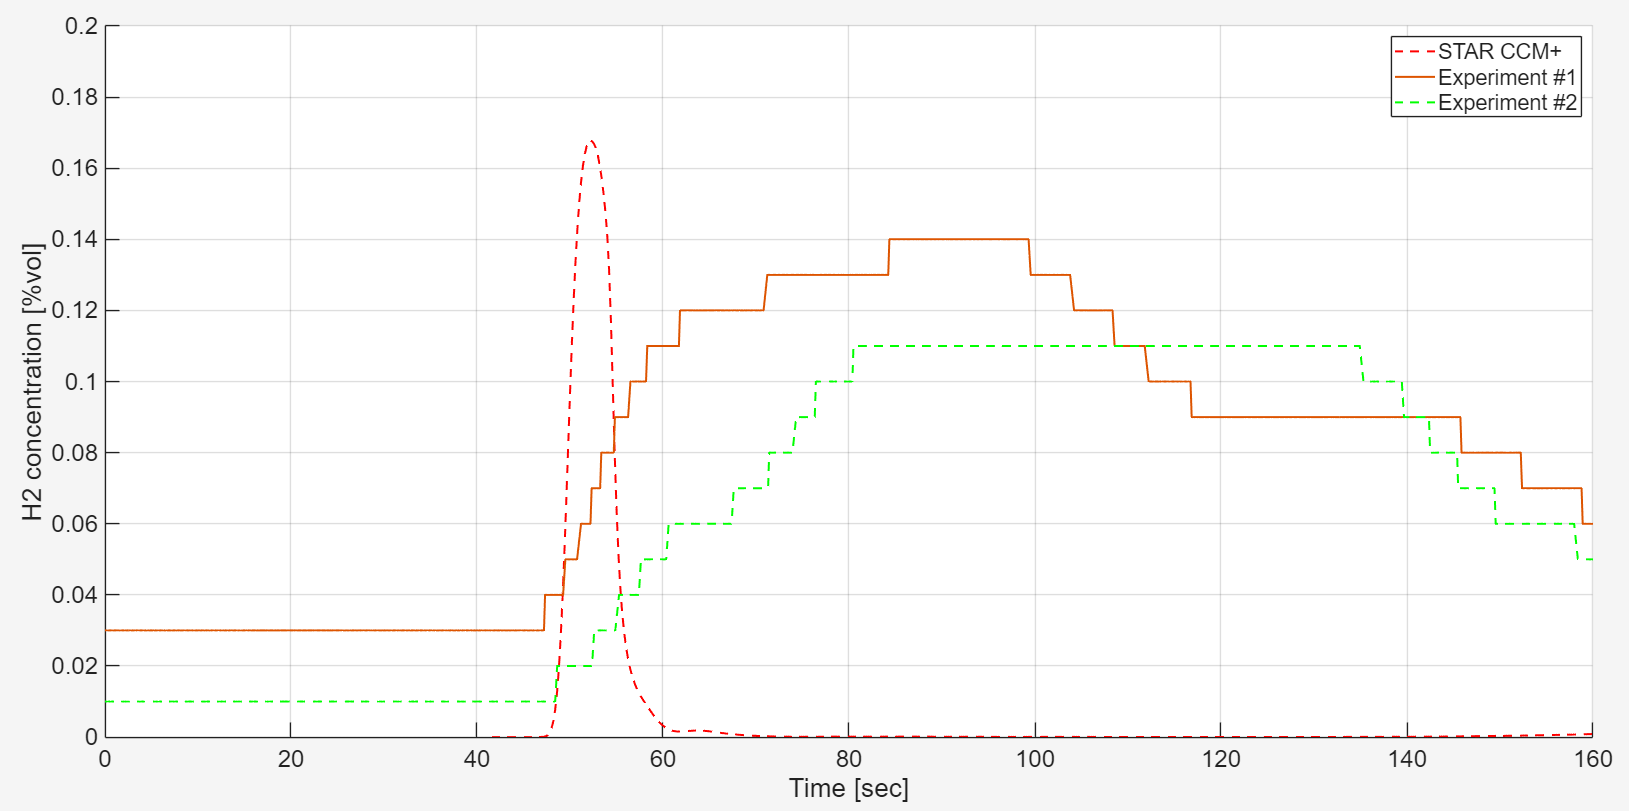 0.2
0.18
0.16
0.14
0.12
0.1
0.08
0.06
0.04
0.02
0
H2 concentration [%vol]
0 20 40 60 80 100 120 140 160
Time [sec]
STAR CCM+
Experiment #1
Experiment #2